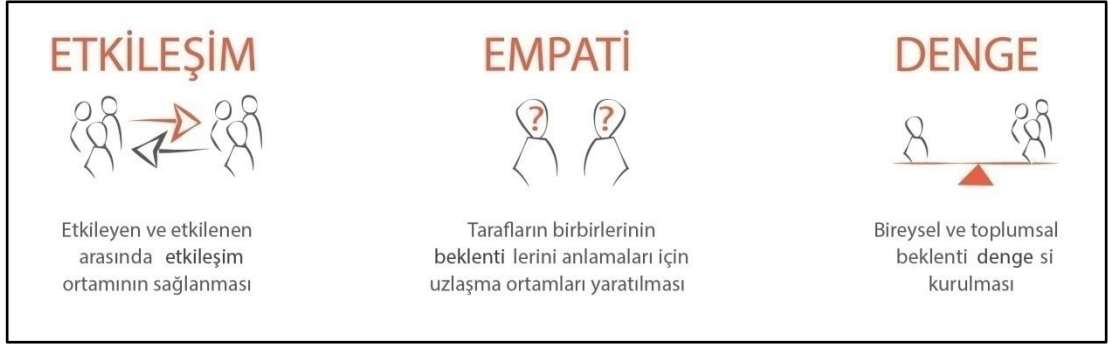 ETKİLEŞİM
Etkileyen ve etkilenen
arasında etkileşim
ortamının sağlanması
EMPATİ
? ?
Tarafların birbirlerinin
beklenti lerini anlamaları için
uzlaşma ortamları yaratılması
DENGE
Bireysel ve toplumsal
beklenti denge si
kurulması